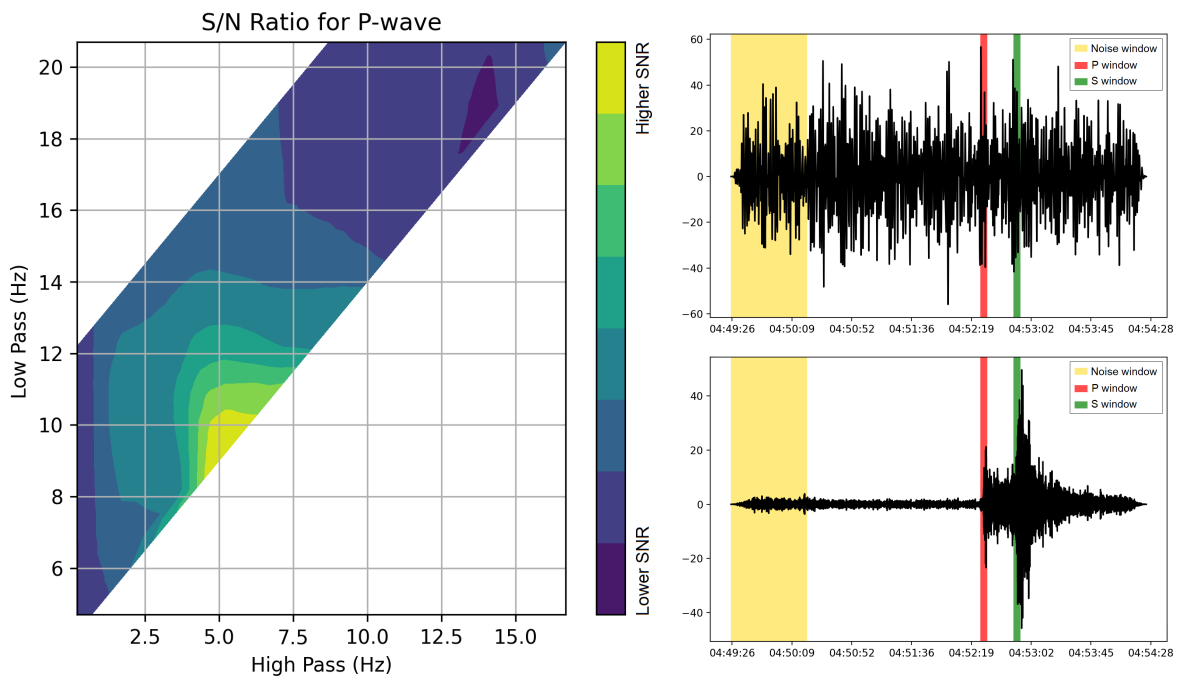 S/N Ratio for P-wave
Low Pass (Hz)
20
18
16
14
12
10
8
6
2.5 5.0 7.5 10.0 12.5 15.0
High Pass (Hz)
Higher SNR
Lower SNR
60
40
20
0
−20
−40
−60
Noise window
P window
S window
04:49:26 04:50:09 04:50:52 04:51:36 04:52:19 04:53:02 04:53:45 04:54:28
40
20
0
−20
−40
Noise window
P window
S window
04:49:26 04:50:09 04:50:52 04:51:36 04:52:19 04:53:02 04:53:45 04:54:28